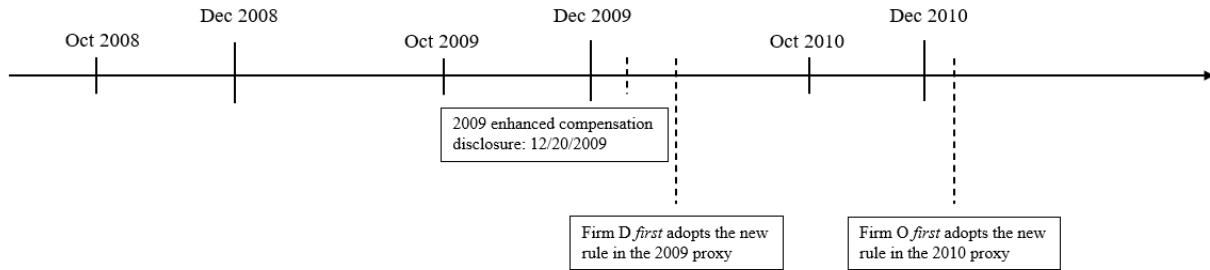 Dec 2008
Dec 2009
Dec 2010
Oct 2008
Oct 2009
Oct 2010
2009 enhanced compensation
disclosure: 12/20/2009
Firm D first adopts the new
rule in the 2009 proxy
Firm O first adopts the new
rule in the 2010 proxy